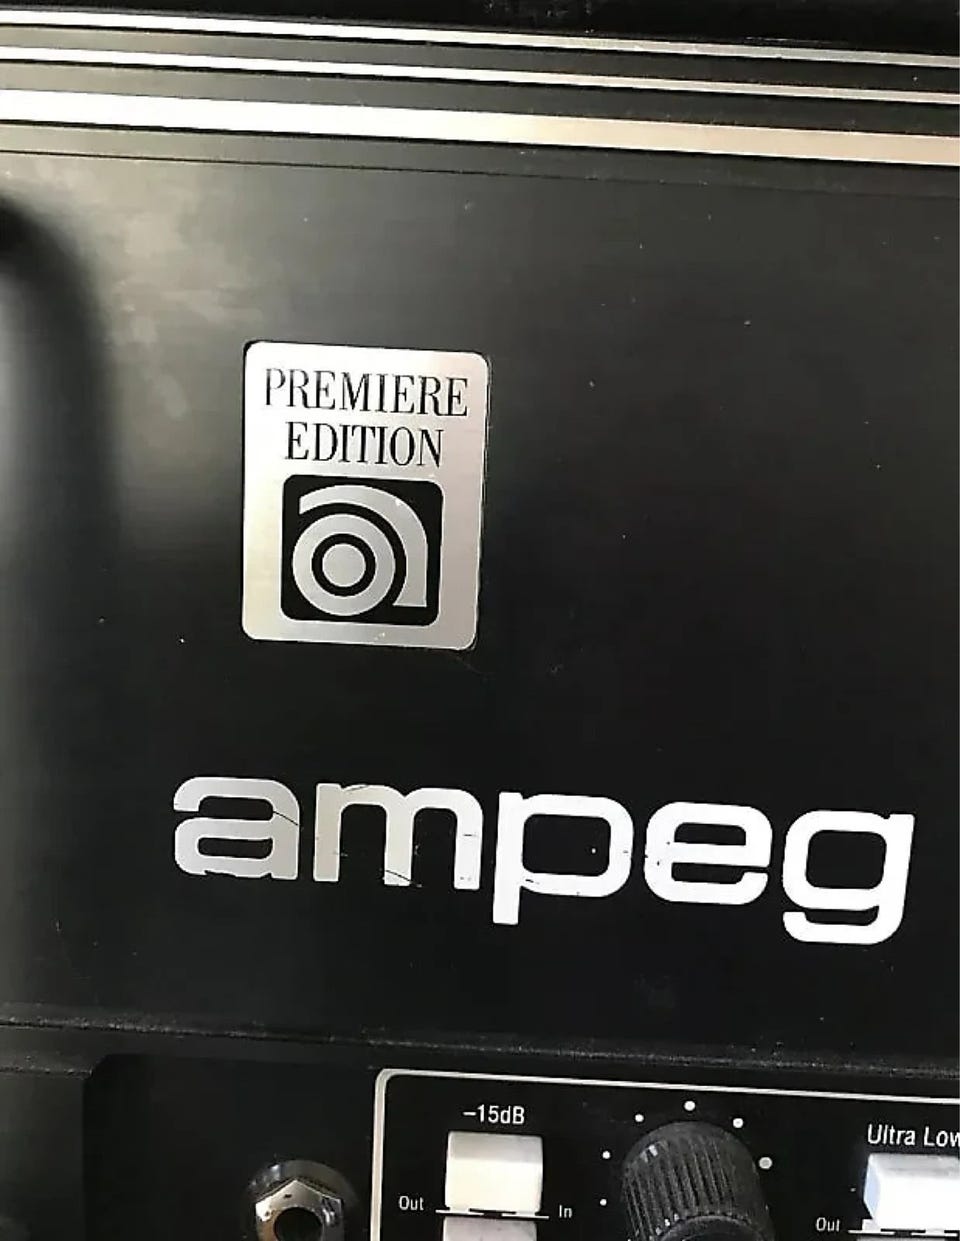 PREMIERE
EDITION
ampeg
-15dB
Ultra Low
Out
In
Out